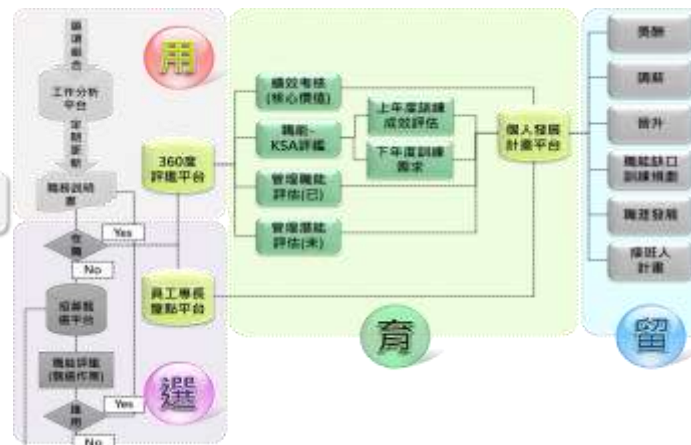 用
工作分析
平台
定期更新
職務說明
書
Yes
No
360度
評鑑平台
員工專長
盤點平台
招募甄
選平台
職能評鑑
(甄選作業)
Yes
No
選
績效考核
(核心價值)
職能-
KSA評鑑
管理職能
評估(已)
管理潛能
評估(未)
上年度訓練
成效評估
下年度訓練
需求
個人發展
計畫平台
育
獎酬
調薪
晉升
職能缺口
訓練規劃
職涯發展
接班人
計畫
留